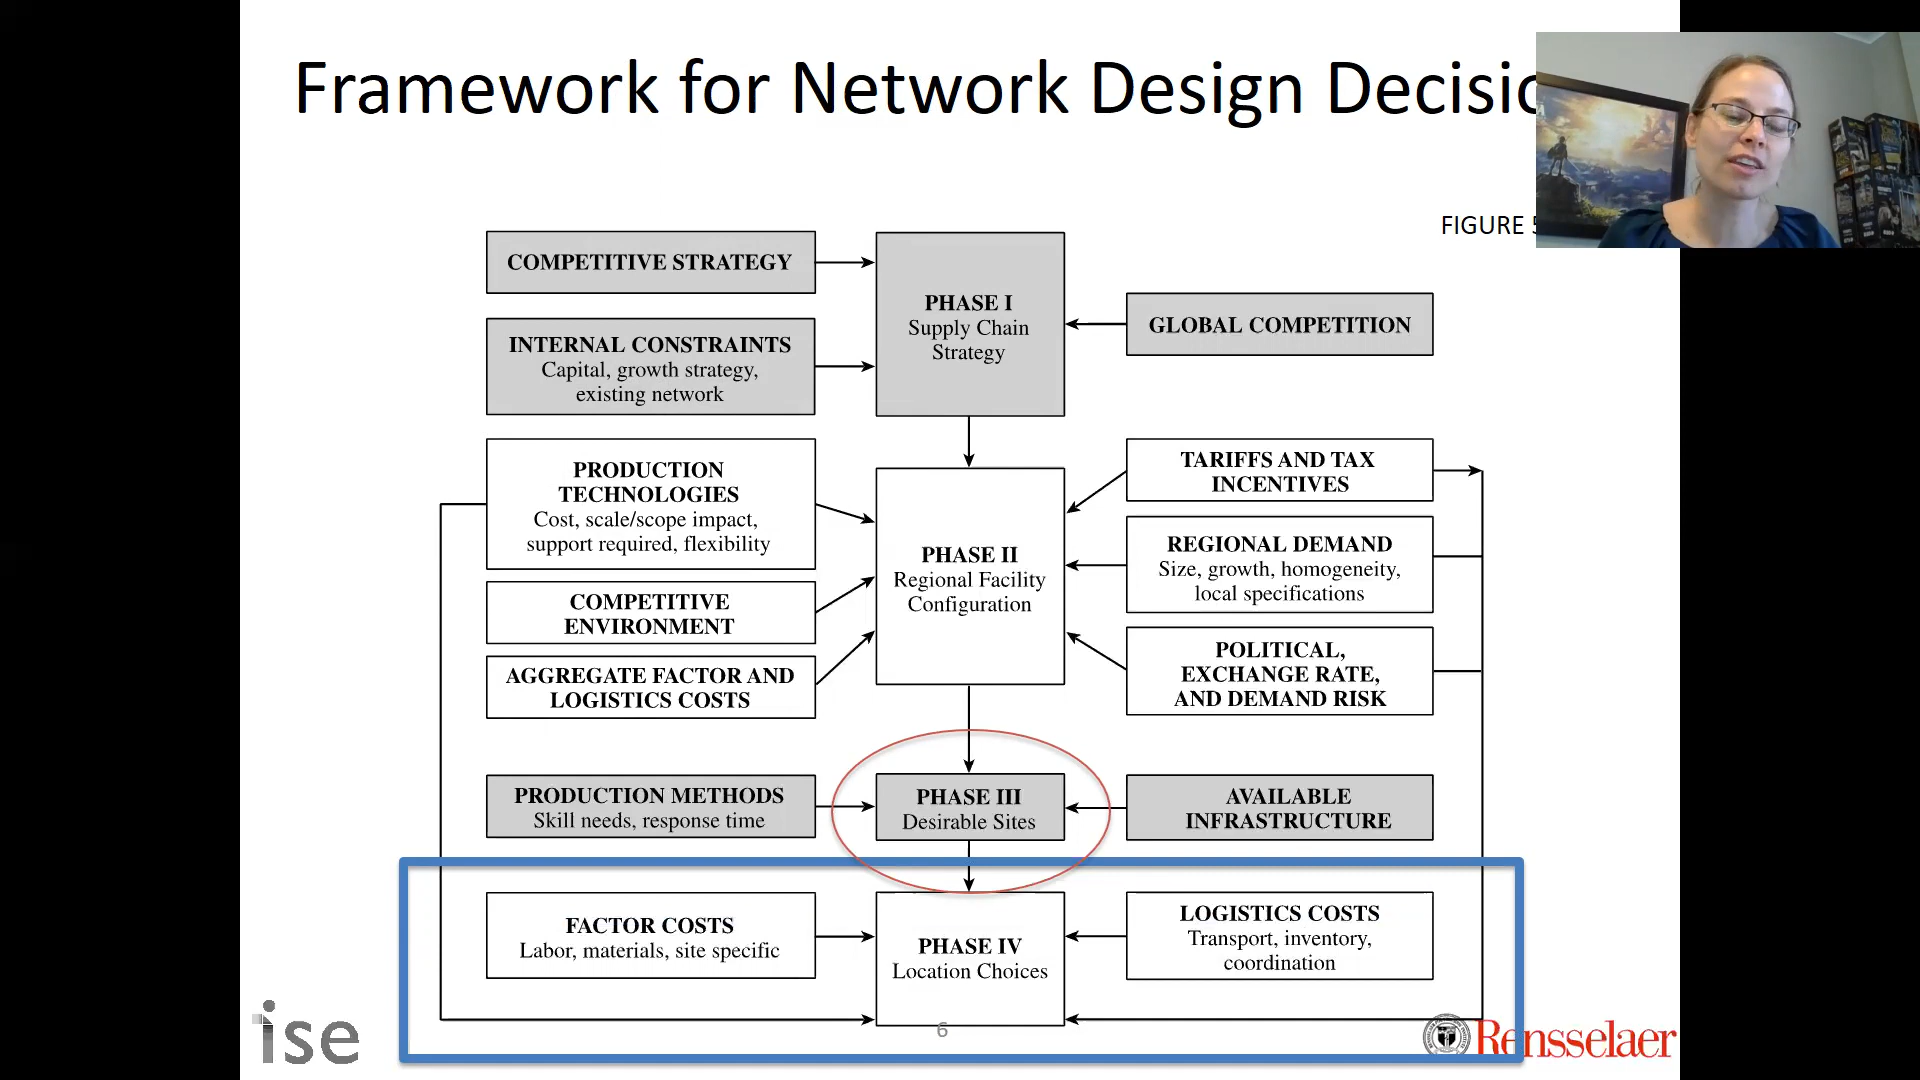 Framework for Network Design
FIGURE
COMPETITIVE STRATEGY
PHASE I
Supply Chain
Strategy
GLOBAL COMPETITION
INTERNAL CONSTRAINTS
Capital, growth strategy,
existing network
PRODUCTION
TECHNOLOGIES
Cost, scale/scope impact,
support required, flexibility
TARIFFS AND TAX
INCENTIVES
PHASE II
Regional Facility
Configuration
REGIONAL DEMAND
Size, growth, homogeneity,
local specifications
COMPETITIVE
ENVIRONMENT
AGGREGATE FACTOR AND
LOGISTICS COSTS
POLITICAL,
EXCHANGE RATE,
AND DEMAND RISK
PRODUCTION METHODS
Skill needs, response time
PHASE III
Desirable Sites
AVAILABLE
INFRASTRUCTURE
FACTOR COSTS
Labor, materials, site specific
PHASE IV
Location Choices
LOGISTICS COSTS
Transport, inventory,
coordination
ise
6
Rensselaer